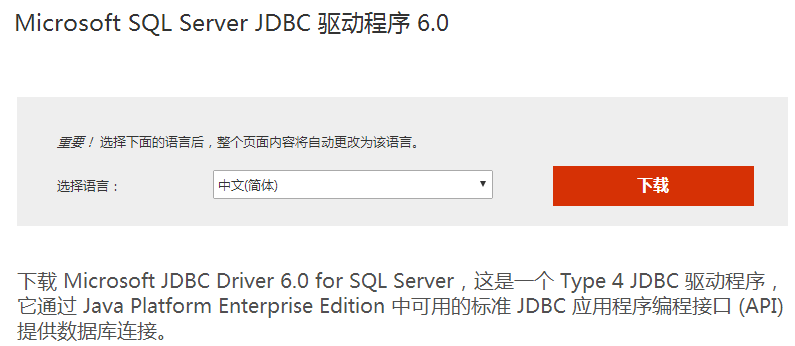 Microsoft SQL Server JDBC 驱动程序 6.0
重要！选择下面的语言后，整个页面内容将自动更改为该语言。
选择语言： 中文(简体) 下载
下载 Microsoft JDBC Driver 6.0 for SQL Server，这是一个 Type 4 JDBC 驱动程序，
它通过 Java Platform Enterprise Edition 中可用的标准 JDBC 应用程序编程接口 (API)
提供数据库连接。